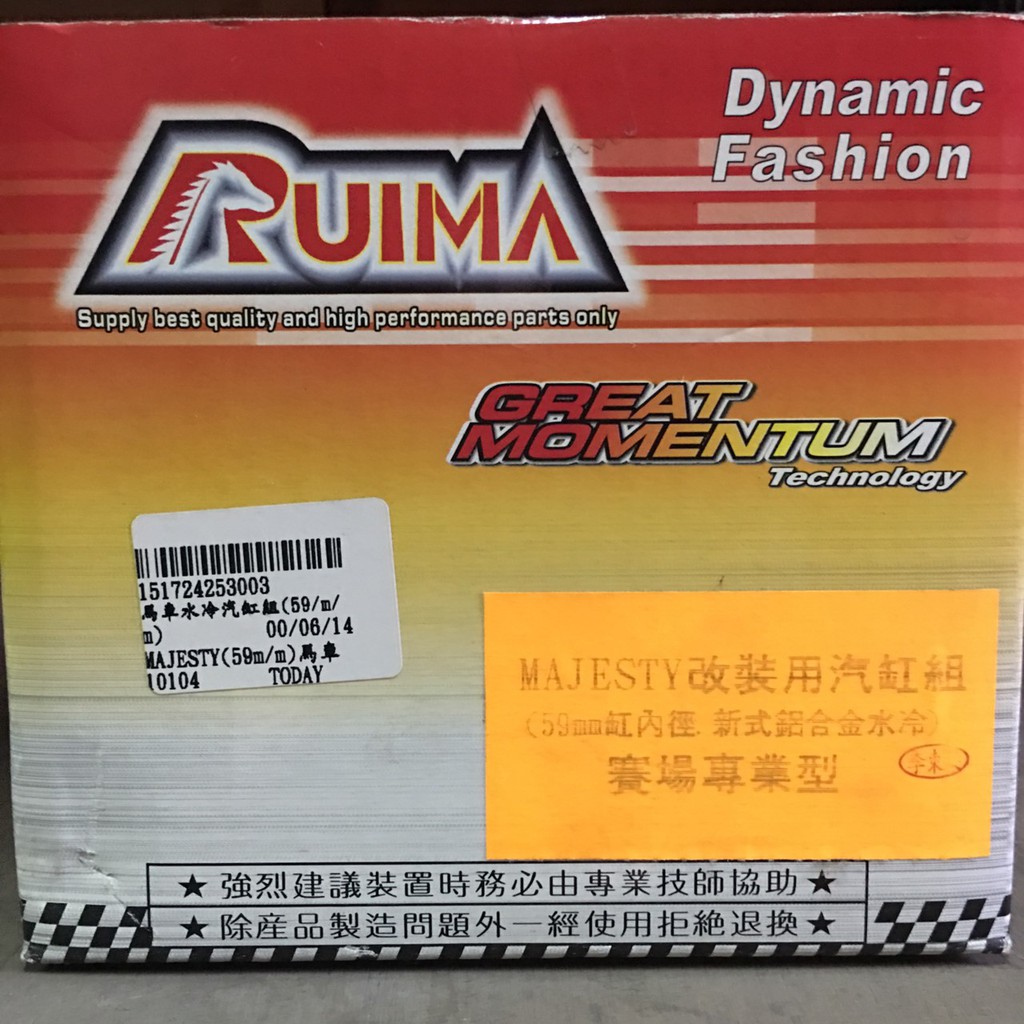 Dynamic
Fashion
RUIMA
Supply best quality and high performance parts only
GREAT
MOMENTUM
Technology
151724253003
馬車水冷汽缸組(59/m/
m) 00/06/14
MAJESTY(59m/m)馬車
10104 TODAY
MAJESTY改裝用汽缸組
(59mm缸內徑.新式鋁合金水冷)
賽場專業型
★強烈建議裝置時務必由專業技師協助★
★除産品製造問題外一經使用拒絶退換★